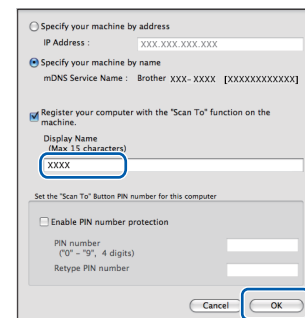 Specify your machine by address
IP Address : XXX.XXX.XXX.XXX
Specify your machine by name
mDNS Service Name : Brother XXX-XXXX [XXXXXXXXXXXX]
Register your computer with the "Scan To" function on the
machine.
Display Name
(Max 15 characters)
XXXX
Set the "Scan To" Button PIN number for this computer
Enable PIN number protection
PIN number
("0" – "9", 4 digits)
Retype PIN number
Cancel OK